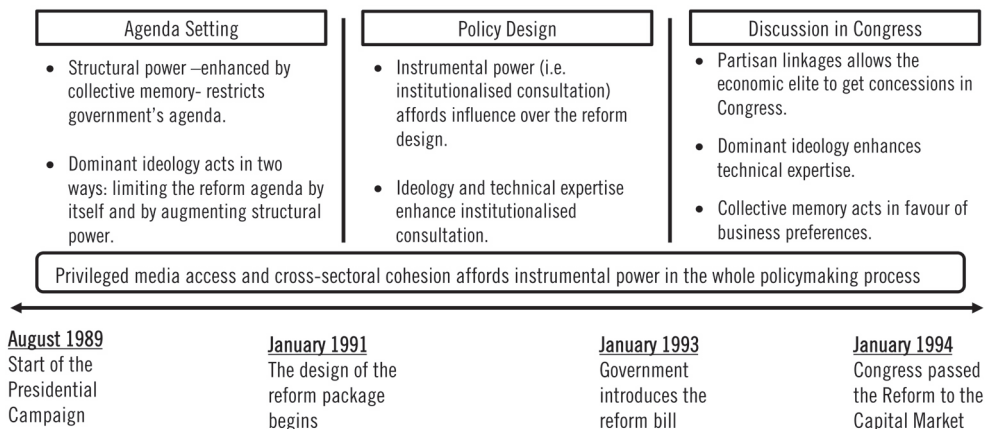 Agenda Setting
• Structural power –enhanced by
collective memory- restricts
government’s agenda.
• Dominant ideology acts in two
ways: limiting the reform agenda by
itself and by augmenting structural
power.
Policy Design
• Instrumental power (i.e.
institutionalised consultation)
affords influence over the reform
design.
• Ideology and technical expertise
enhance institutionalised
consultation.
Discussion in Congress
• Partisan linkages allows the
economic elite to get concessions in
Congress.
• Dominant ideology enhances
technical expertise.
• Collective memory acts in favour of
business preferences.
Privileged media access and cross-sectoral cohesion affords instrumental power in the whole policymaking process
August 1989
Start of the
Presidential
Campaign
January 1991
The design of the
reform package
begins
January 1993
Government
introduces the
reform bill
January 1994
Congress passed
the Reform to the
Capital Market